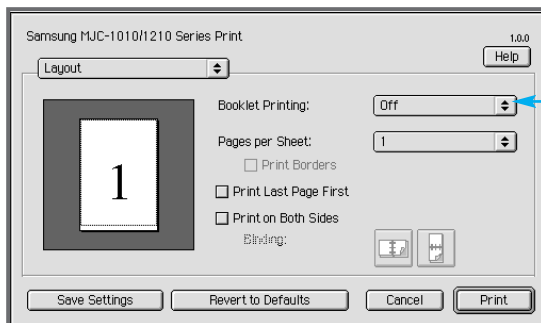 Samsung MJC-1010/1210 Series Print
1.0.0
Help
Layout
Booklet Printing: Off
Pages per Sheet: 1
Print Borders
1
Print Last Page First
Print on Both Sides
Binding:
Save Settings Revert to Defaults Cancel Print